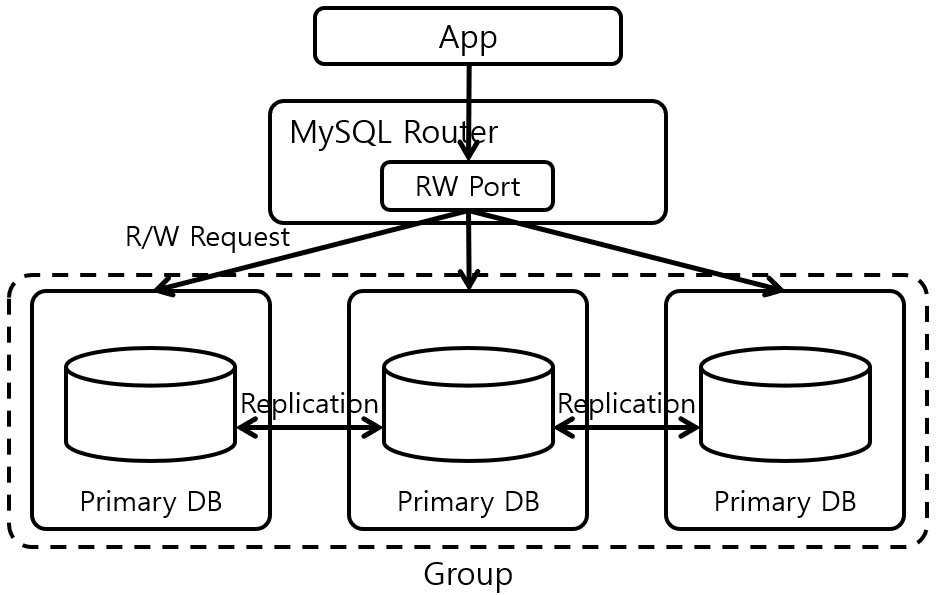 App
MySQL Router
RW Port
R/W Request
Replication
Replication
Primary DB
Primary DB
Primary DB
Group